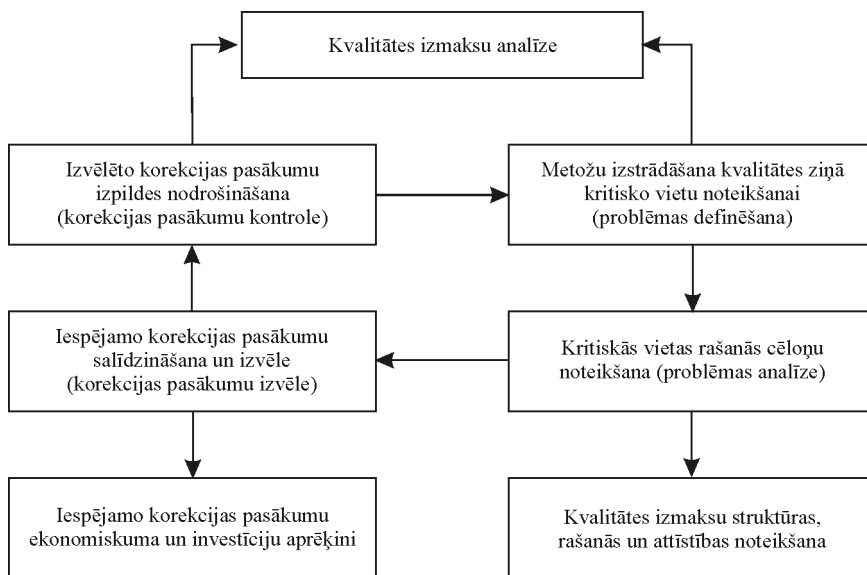 Kvalitātes izmaksu analīze
Izvēlēto korekcijas pasākumu
izpildes nodrošināšana
(korekcijas pasākumu kontrole)
Metožu izstrādāšana kvalitātes ziņā
kritisko vietu noteikšanai
(problēmas definēšana)
Iespējamo korekcijas pasākumu
salīdzināšana un izvēle
(korekcijas pasākumu izvēle)
Kritiskās vietas rašanās cēloņu
noteikšana (problēmas analīze)
Iespējamo korekcijas pasākumu
ekonomiskuma un investīciju aprēķini
Kvalitātes izmaksu struktūras,
rašanās un attīstības noteikšana